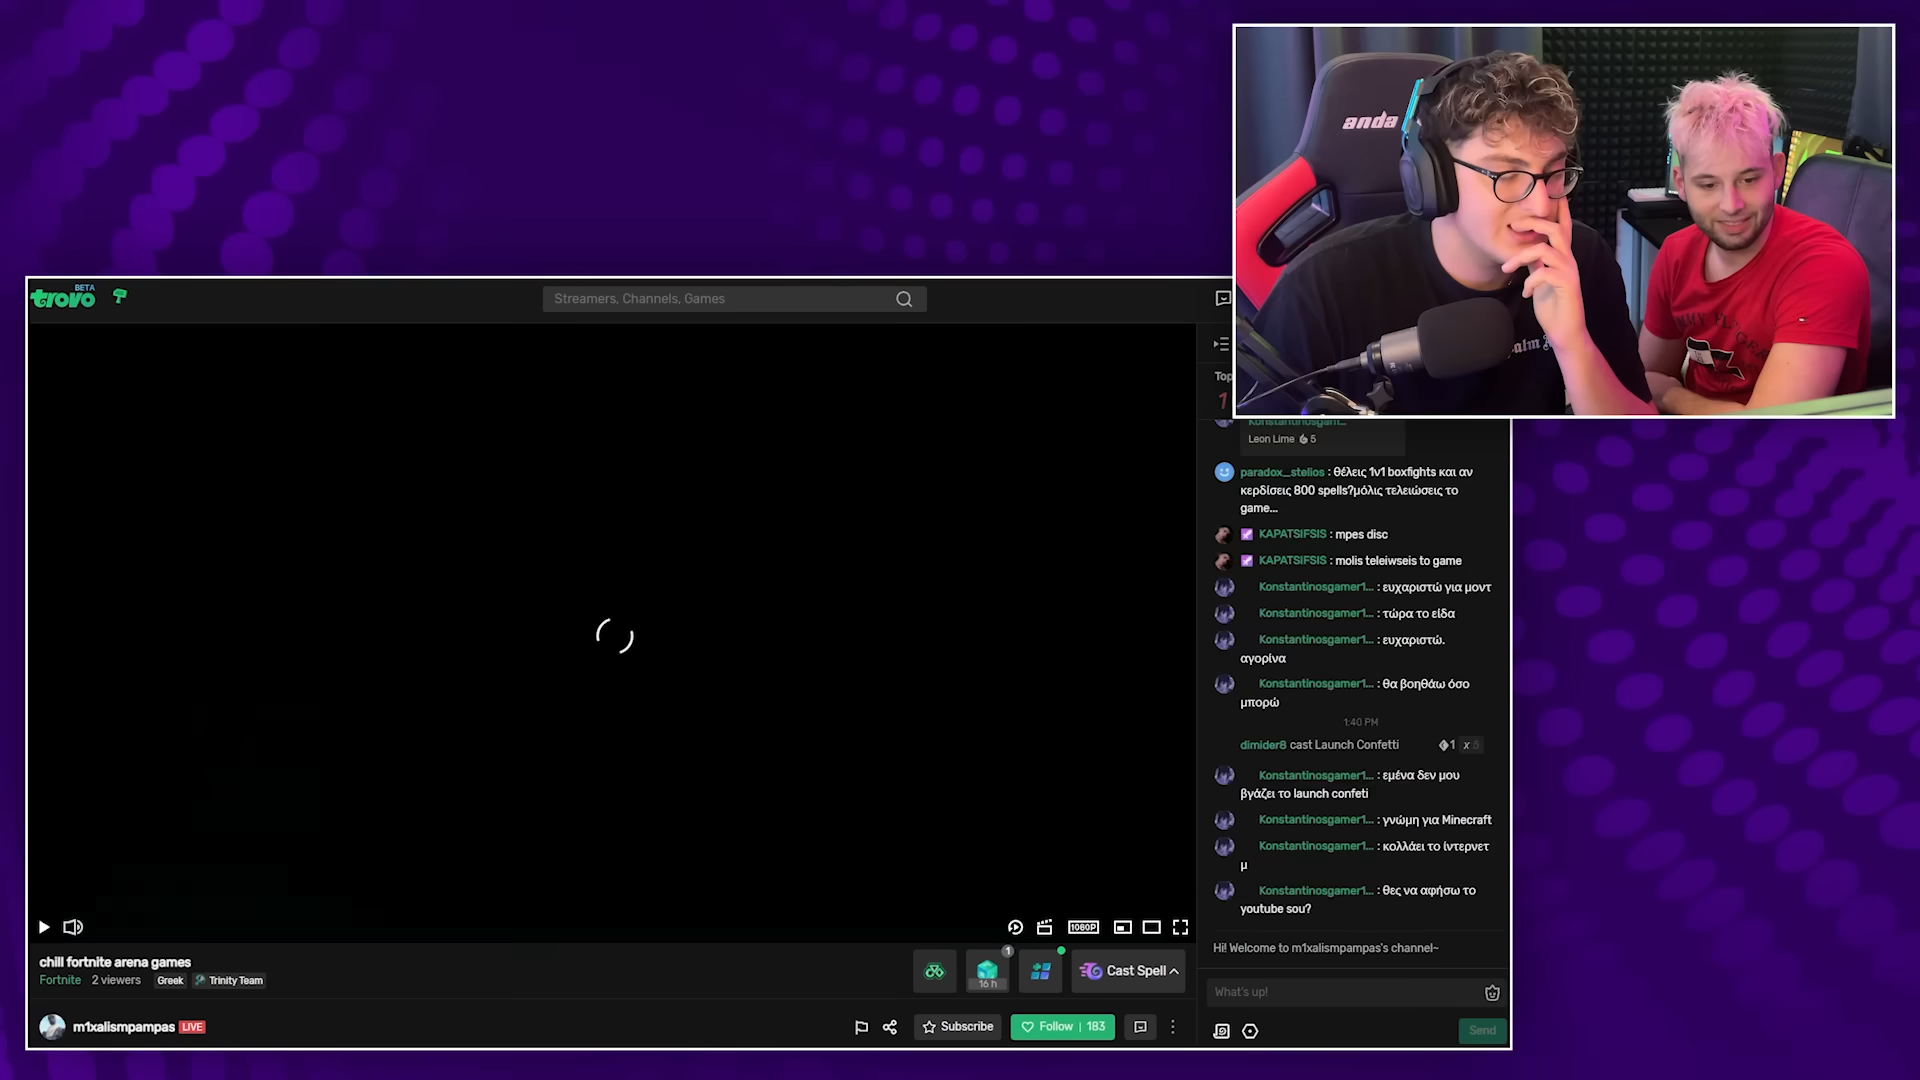 trovo
BETA
Streamers, Channels, Games
anda
Top
1
Leon Lime 5
paradox_stelios : θέλεις 1v1 boxfights και αν
κερδίσεις 800 spells?μόλις τελειώσεις το
game...
KAPATSIFSIS : mpes disc
KAPATSIFSIS : molis teleiwseis to game
Konstantinosgamer1... : ευχαριστώ για μοντ
Konstantinosgamer1... : τώρα το είδα
Konstantinosgamer1... : ευχαριστώ.
αγορίνα
Konstantinosgamer1... : θα βοηθάω όσο
μπορώ
1:40 PM
dimider8 cast Launch Confetti 1 x 5
Konstantinosgamer1... : εμένα δεν μου
βγάζει το launch confeti
Konstantinosgamer1... : γνώμη για Minecraft
Konstantinosgamer1... : κολλάει το ίντερνετ
μ
Konstantinosgamer1... : θες να αφήσω το
youtube sou?
Hi! Welcome to m1xalismpampas's channel~
What's up!
Send
1080P
chill fortnite arena games
Fortnite 2 viewers Greek Trinity Team
1
16 h
Cast Spell
m1xalismpampas LIVE
Subscribe
Follow | 183